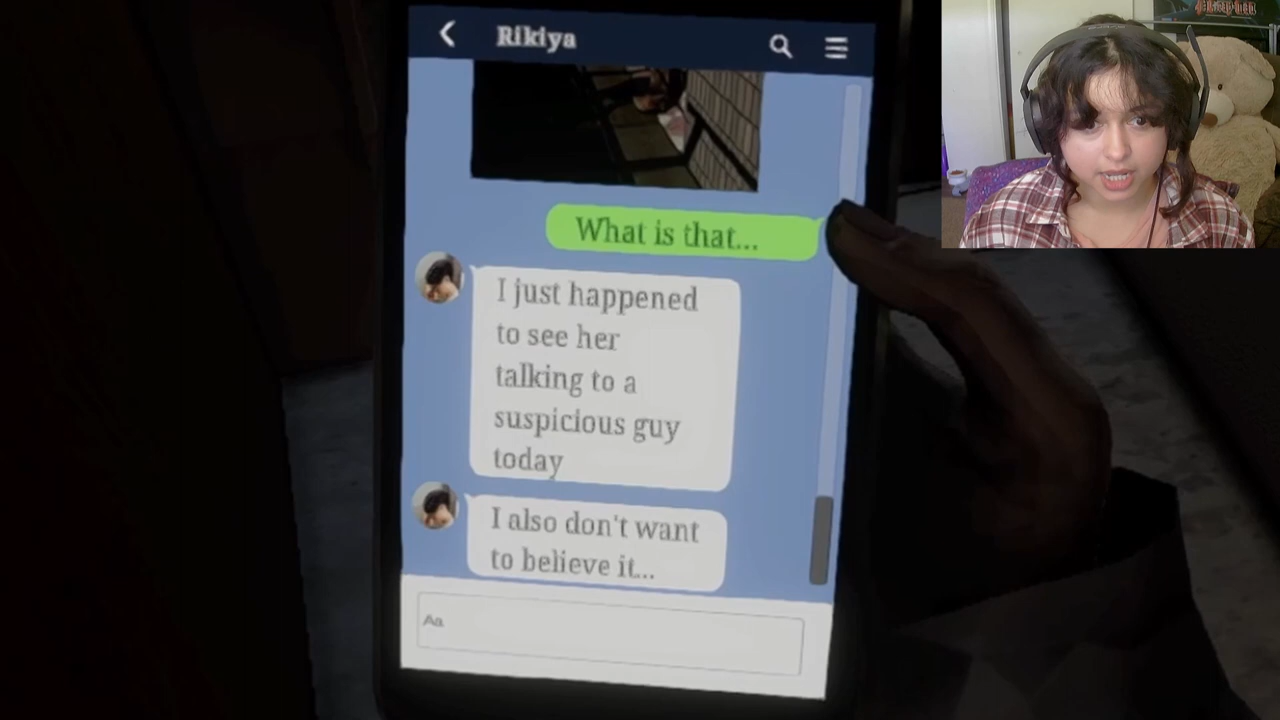 Rikiya
What is that...
I just happened
to see her
talking to a
suspicious guy
today
I also don't want
to believe it...
Aa